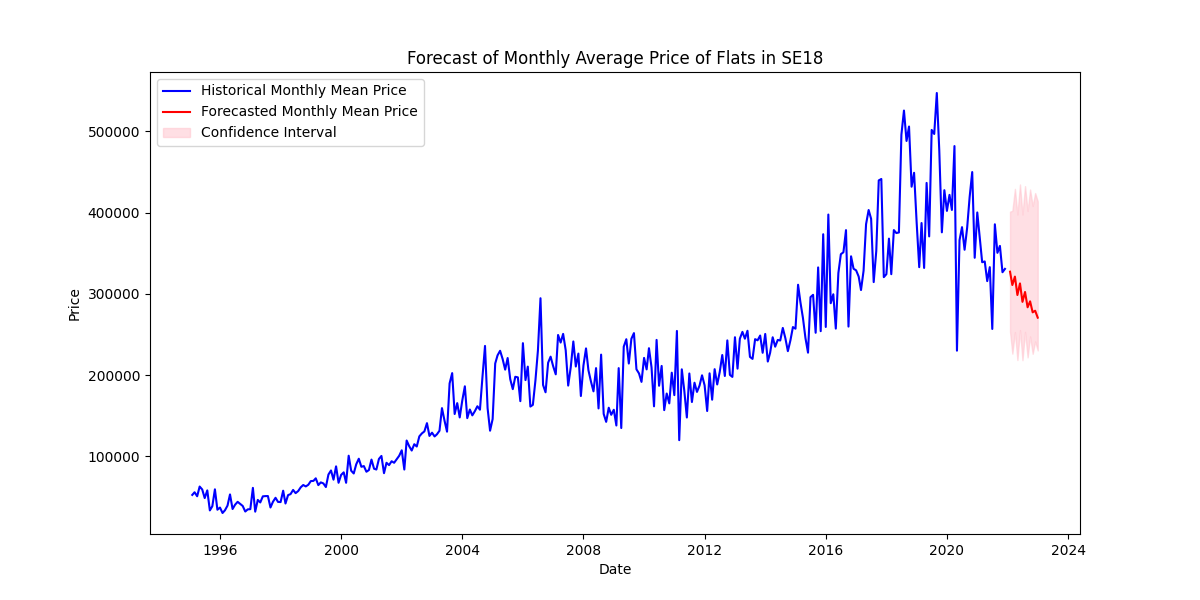 Forecast of Monthly Average Price of Flats in SE18
Historical Monthly Mean Price
Forecasted Monthly Mean Price
Confidence Interval
500000
400000
300000
200000
100000
Price
1996 2000 2004 2008 2012 2016 2020 2024
Date